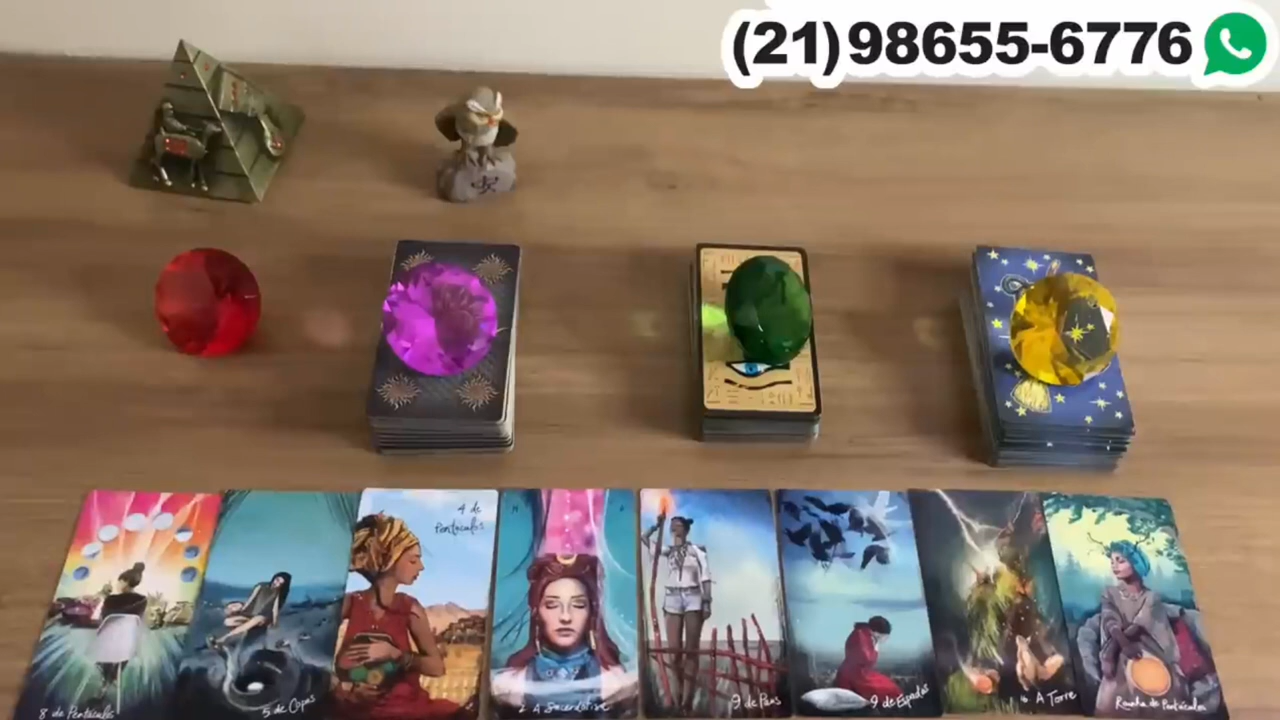 (21)98655-6776
4 de
Pentáculos
8 de Pentáculos
5 de Copas
2 A Sacerdotisa
9 de Paus
9 de Espadas
16 A Torre
Rainha de Pentáculos